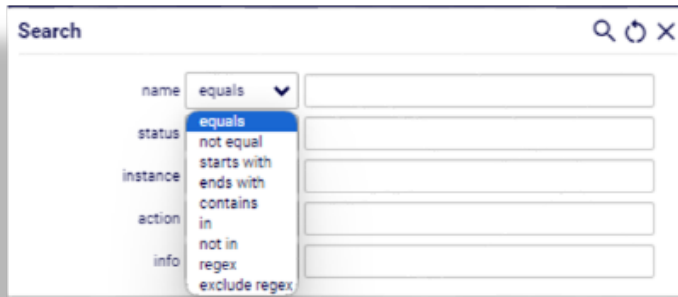 Search
name equals
equals
status
not equal
starts with
instance
ends with
contains
action
in
not in
info
regex
exclude regex